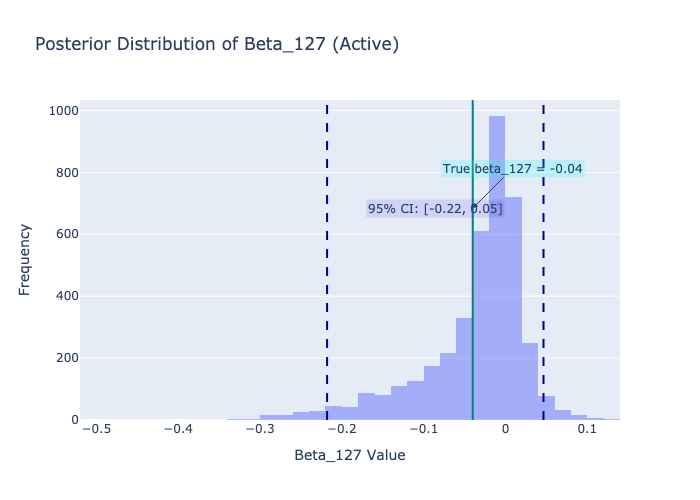 Posterior Distribution of Beta_127 (Active)
1000
800
600
400
200
0
Frequency
True beta_127 = -0.04
95% CI: [-0.22, 0.05]
−0.5
−0.4
−0.3
−0.2
−0.1
0
0.1
Beta_127 Value